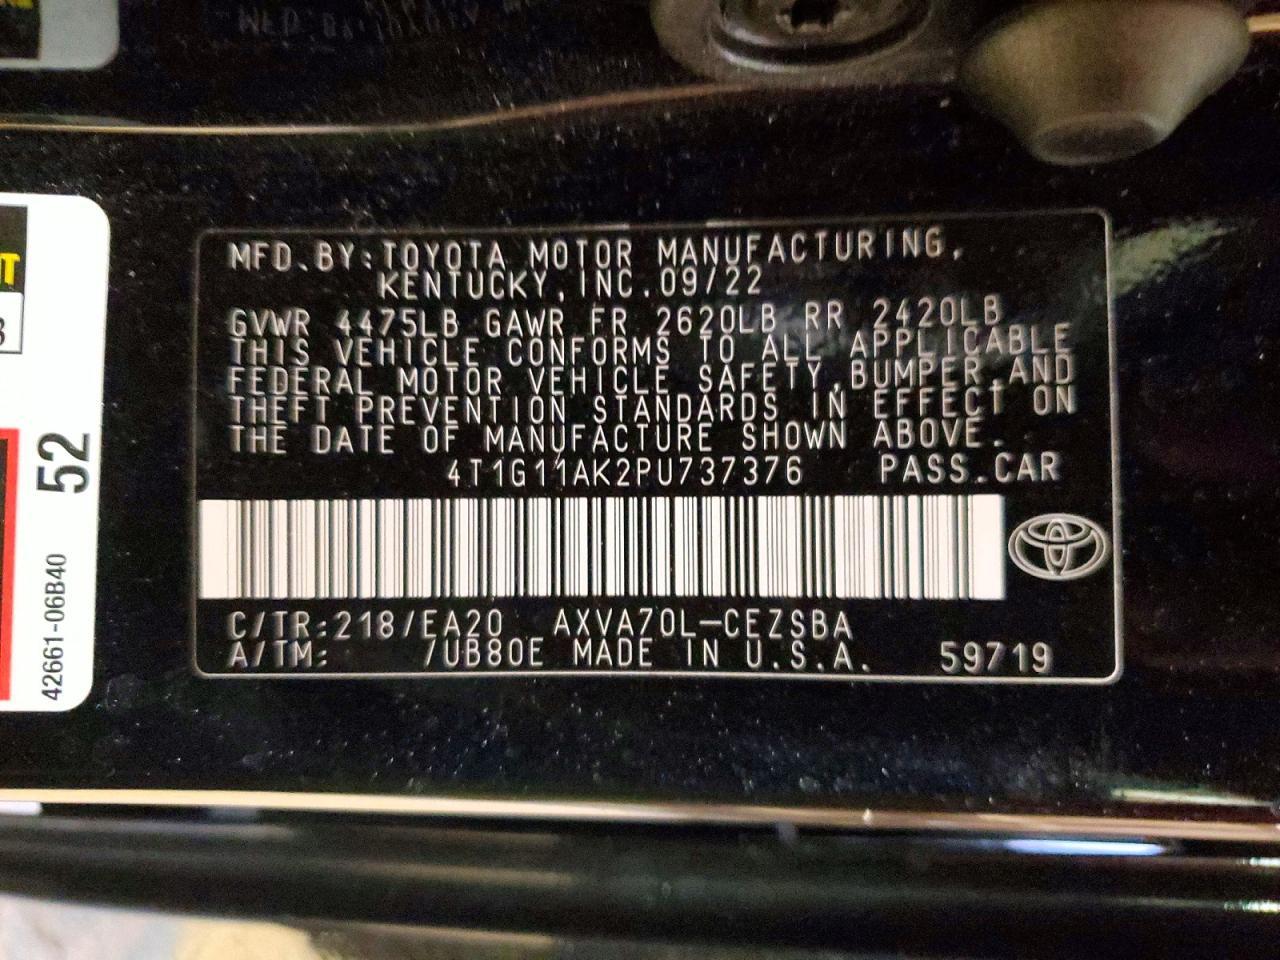 MFD.BY:TOYOTA MOTOR MANUFACTURING,
KENTUCKY,INC.09/22
GVWR 4475LB GAWR FR 2620LB RR 2420LB
THIS VEHICLE CONFORMS TO ALL APPLICABLE
FEDERAL MOTOR VEHICLE SAFETY,BUMPER,AND
THEFT PREVENTION STANDARDS IN EFFECT ON
THE DATE OF MANUFACTURE SHOWN ABOVE.
4T1G11AK2PU737376 PASS.CAR
C/TR:218/EA20 AXVA70L-CEZSBA
A/TM: /UB80E MADE IN U.S.A. 59719
52
42661-06B40